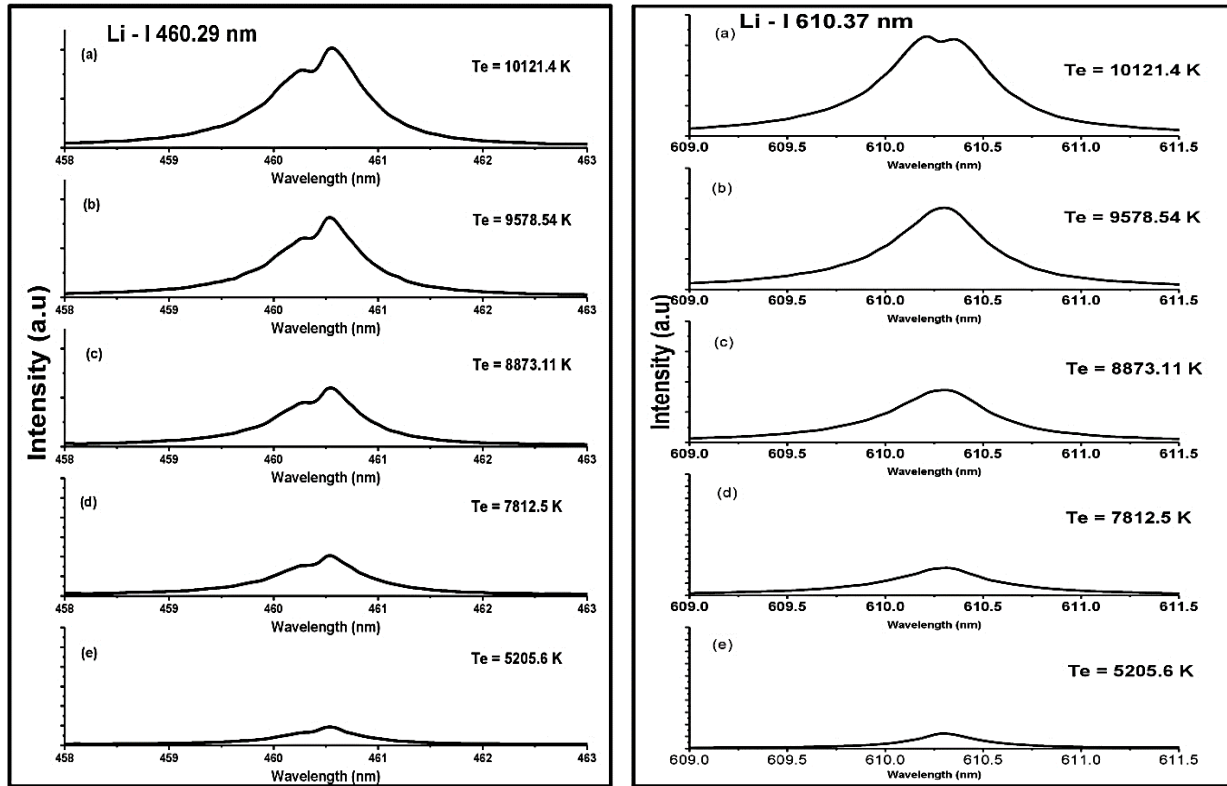 Li - I 460.29 nm
(a)
Te = 10121.4 K
458 459 460 461 462 463
Wavelength (nm)
(b)
Te = 9578.54 K
458 459 460 461 462 463
Wavelength (nm)
Intensity (a.u)
(c)
Te = 8873.11 K
458 459 460 461 462 463
Wavelength (nm)
(d)
Te = 7812.5 K
458 459 460 461 462 463
Wavelength (nm)
(e)
Te = 5205.6 K
458 459 460 461 462 463
Wavelength (nm)
Li - I 610.37 nm
(a)
Te = 10121.4 K
609.0 609.5 610.0 610.5 611.0 611.5
Wavelength (nm)
(b)
Te = 9578.54 K
609.0 609.5 610.0 610.5 611.0 611.5
Wavelength (nm)
Intensity (a.u)
(c)
Te = 8873.11 K
609.0 609.5 610.0 610.5 611.0 611.5
Wavelength (nm)
(d)
Te = 7812.5 K
609.0 609.5 610.0 610.5 611.0 611.5
Wavelength (nm)
(e)
Te = 5205.6 K
609.0 609.5 610.0 610.5 611.0 611.5
Wavelength (nm)